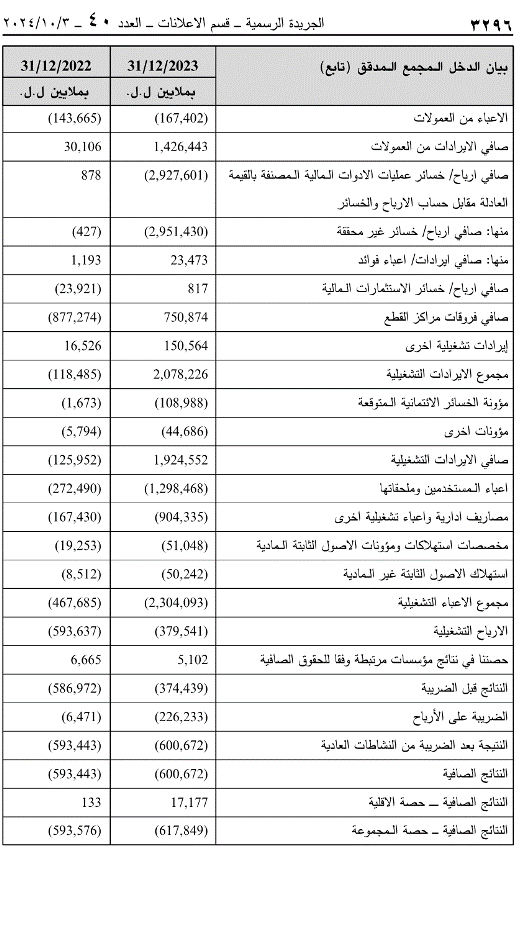 ٣٢٩٦ الجريدة الرسمية ــ قسم الاعلانات ــ العدد ٤٠ ــ ٢٠٢٤/١٠/٣
بيان الدخل المجمع المدقق (تابع) 31/12/2023 31/12/2022
بملايين ل.ل. بملايين ل.ل.
الاعباء من العمولات (167,402) (143,665)
صافي الايرادات من العمولات 1,426,443 30,106
صافي ارباح/ خسائر عمليات الادوات المالية المصنفة بالقيمة (2,927,601) 878
العادلة مقابل حساب الارباح والخسائر
منها: صافي ارباح/ خسائر غير محققة (2,951,430) (427)
منها: صافي ايرادات/ اعباء فوائد 23,473 1,193
صافي ارباح/ خسائر الاستثمارات المالية 817 (23,921)
صافي فروقات مراكز القطع 750,874 (877,274)
إيرادات تشغيلية اخرى 150,564 16,526
مجموع الايرادات التشغيلية 2,078,226 (118,485)
مؤونة الخسائر الائتمانية المتوقعة (108,988) (1,673)
مؤونات اخرى (44,686) (5,794)
صافي الايرادات التشغيلية 1,924,552 (125,952)
اعباء المستخدمين وملحقاتها (1,298,468) (272,490)
مصاريف ادارية واعباء تشغيلية اخرى (904,335) (167,430)
مخصصات استهلاكات ومؤونات الاصول الثابتة المادية (51,048) (19,253)
استهلاك الاصول الثابتة غير المادية (50,242) (8,512)
مجموع الاعباء التشغيلية (2,304,093) (467,685)
الارباح التشغيلية (379,541) (593,637)
حصتنا في نتائج مؤسسات مرتبطة وفقا للحقوق الصافية 5,102 6,665
النتائج قبل الضريبة (374,439) (586,972)
الضريبة على الأرباح (226,233) (6,471)
النتيجة بعد الضريبة من النشاطات العادية (600,672) (593,443)
النتائج الصافية (600,672) (593,443)
النتائج الصافية ــ حصة الاقلية 17,177 133
النتائج الصافية ــ حصة المجموعة (617,849) (593,576)